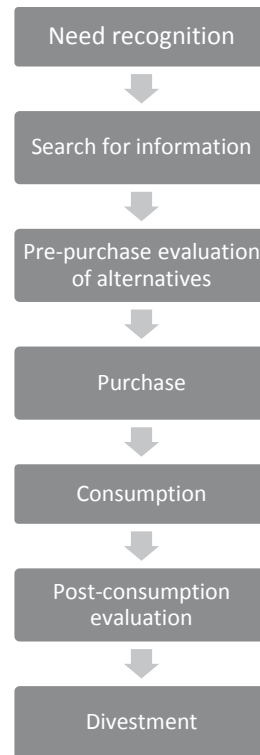 Need recognition
Search for information
Pre-purchase evaluation
of alternatives
Purchase
Consumption
Post-consumption
evaluation
Divestment